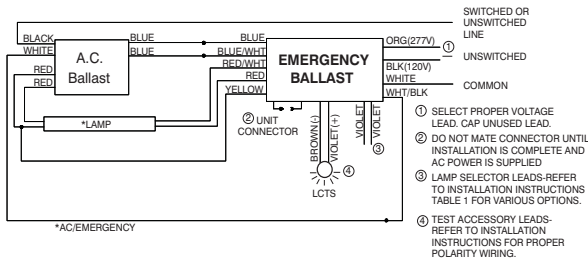 SWITCHED OR
UNSWITCHED
LINE
BLACK
BLUE
BLUE
ORG(277V)
①
WHITE
A.C.
Ballast
BLUE
BLUE/WHT
EMERGENCY
BALLAST
UNSWITCHED
RED
RED/WHT
BLK(120V)
RED
RED
WHITE
COMMON
YELLOW
WHT/BLK
*LAMP
② UNIT
CONNECTOR
BROWN(-)
VIOLET(+)
VIOLET
VIOLET
③
④
LCTS
*AC/EMERGENCY
① SELECT PROPER VOLTAGE
LEAD. CAP UNUSED LEAD.
② DO NOT MATE CONNECTOR UNTIL
INSTALLATION IS COMPLETE AND
AC POWER IS SUPPLIED
③ LAMP SELECTOR LEADS-REFER
TO INSTALLATION INSTRUCTIONS
TABLE 1 FOR VARIOUS OPTIONS.
④ TEST ACCESSORY LEADS-
REFER TO INSTALLATION
INSTRUCTIONS FOR PROPER
POLARITY WIRING.